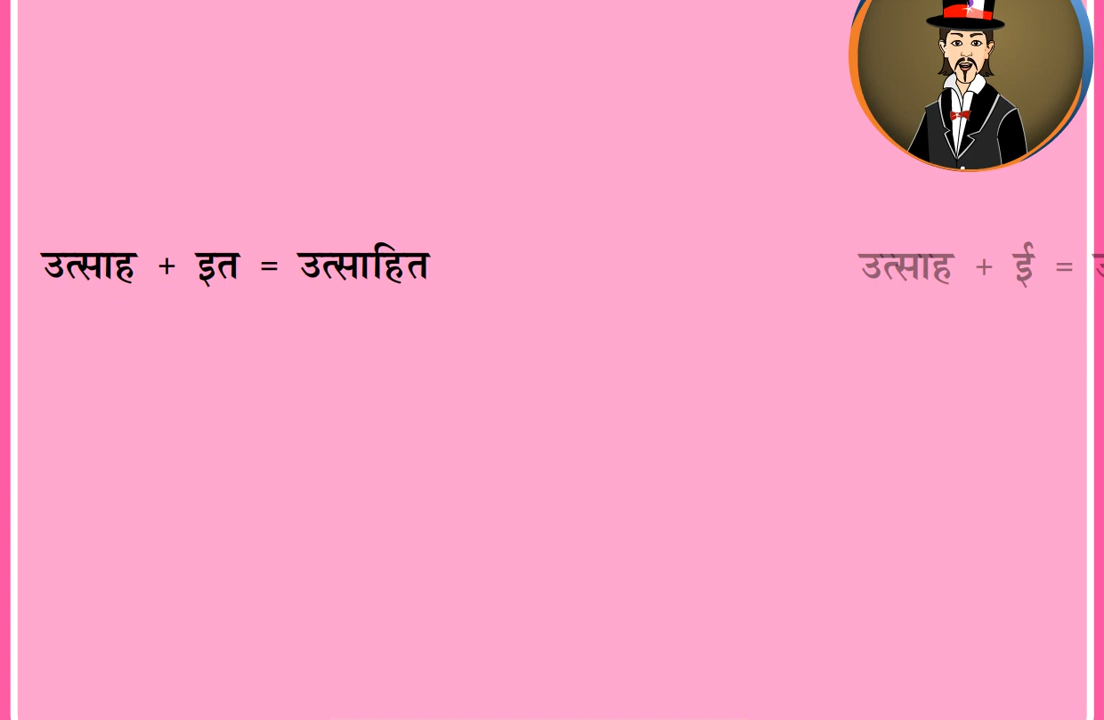 उत्साह + इत = उत्साहित
उत्साह + ई =